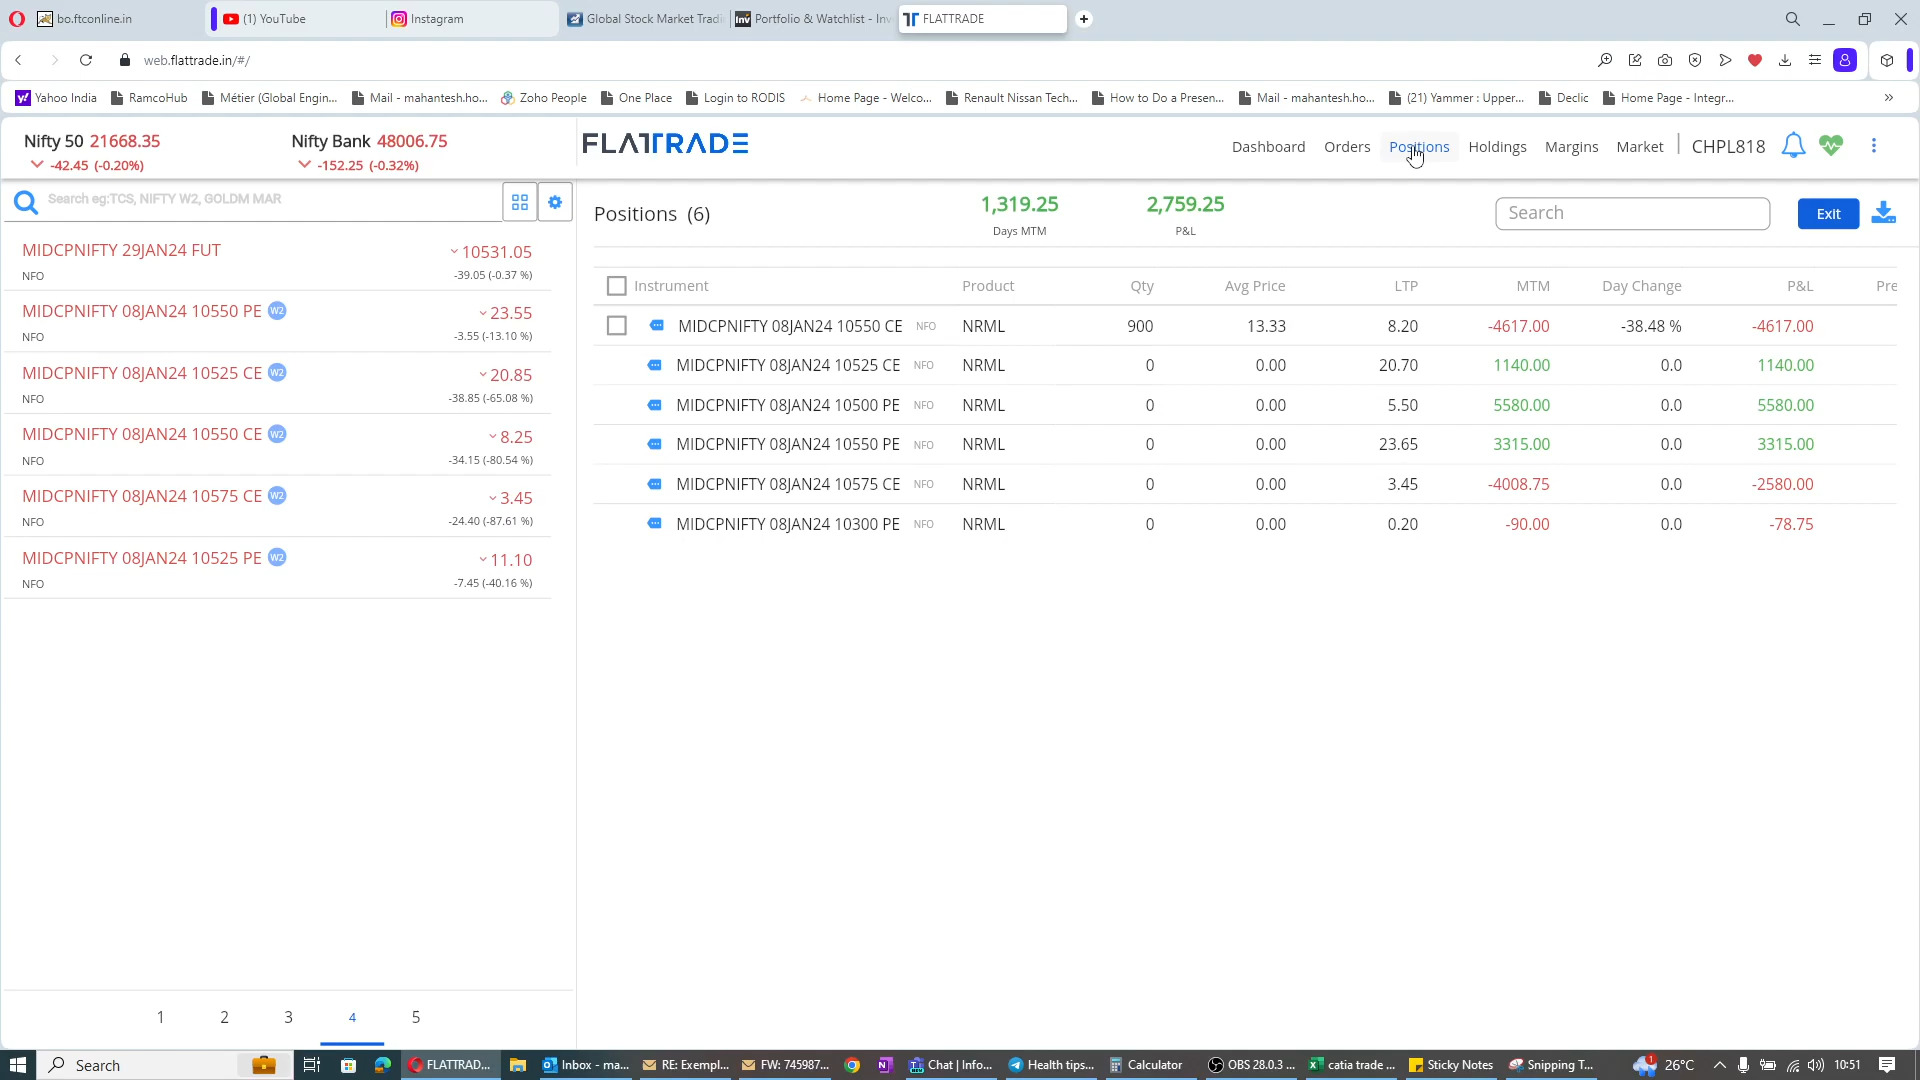 bo.ftconline.in
(1) YouTube
Instagram
Global Stock Market Tradi
Portfolio & Watchlist - Inv
FLATTRADE
web.flattrade.in/#/
Yahoo India
RamcoHub
Métier (Global Engin...
Mail - mahantesh.ho...
Zoho People
One Place
Login to RODIS
Home Page - Welco...
Renault Nissan Tech...
How to Do a Presen...
Mail - mahantesh.ho...
(21) Yammer : Upper...
Declic
Home Page - Integr...
Nifty 50 21668.35
-42.45 (-0.20%)
Nifty Bank 48006.75
-152.25 (-0.32%)
FLATTRADE
Dashboard
Orders
Positions
Holdings
Margins
Market
CHPL818
Search eg:TCS, NIFTY W2, GOLDM MAR
MIDCPNIFTY 29JAN24 FUT 10531.05
NFO -39.05 (-0.37 %)
MIDCPNIFTY 08JAN24 10550 PE W2 23.55
NFO -3.55 (-13.10 %)
MIDCPNIFTY 08JAN24 10525 CE W2 20.85
NFO -38.85 (-65.08 %)
MIDCPNIFTY 08JAN24 10550 CE W2 8.25
NFO -34.15 (-80.54 %)
MIDCPNIFTY 08JAN24 10575 CE W2 3.45
NFO -24.40 (-87.61 %)
MIDCPNIFTY 08JAN24 10525 PE W2 11.10
NFO -7.45 (-40.16 %)
1 2 3 4 5
Positions (6)
1,319.25
Days MTM
2,759.25
P&L
Search
Exit
Instrument Product Qty Avg Price LTP MTM Day Change P&L Pre
MIDCPNIFTY 08JAN24 10550 CE NFO NRML 900 13.33 8.20 -4617.00 -38.48 % -4617.00
MIDCPNIFTY 08JAN24 10525 CE NFO NRML 0 0.00 20.70 1140.00 0.0 1140.00
MIDCPNIFTY 08JAN24 10500 PE NFO NRML 0 0.00 5.50 5580.00 0.0 5580.00
MIDCPNIFTY 08JAN24 10550 PE NFO NRML 0 0.00 23.65 3315.00 0.0 3315.00
MIDCPNIFTY 08JAN24 10575 CE NFO NRML 0 0.00 3.45 -4008.75 0.0 -2580.00
MIDCPNIFTY 08JAN24 10300 PE NFO NRML 0 0.00 0.20 -90.00 0.0 -78.75
Search
FLATTRAD...
Inbox - ma...
RE: Exempl...
FW: 745987...
Chat | Info...
Health tips...
Calculator
OBS 28.0.3 ...
catia trade ...
Sticky Notes
Snipping T...
1
26°C
10:51